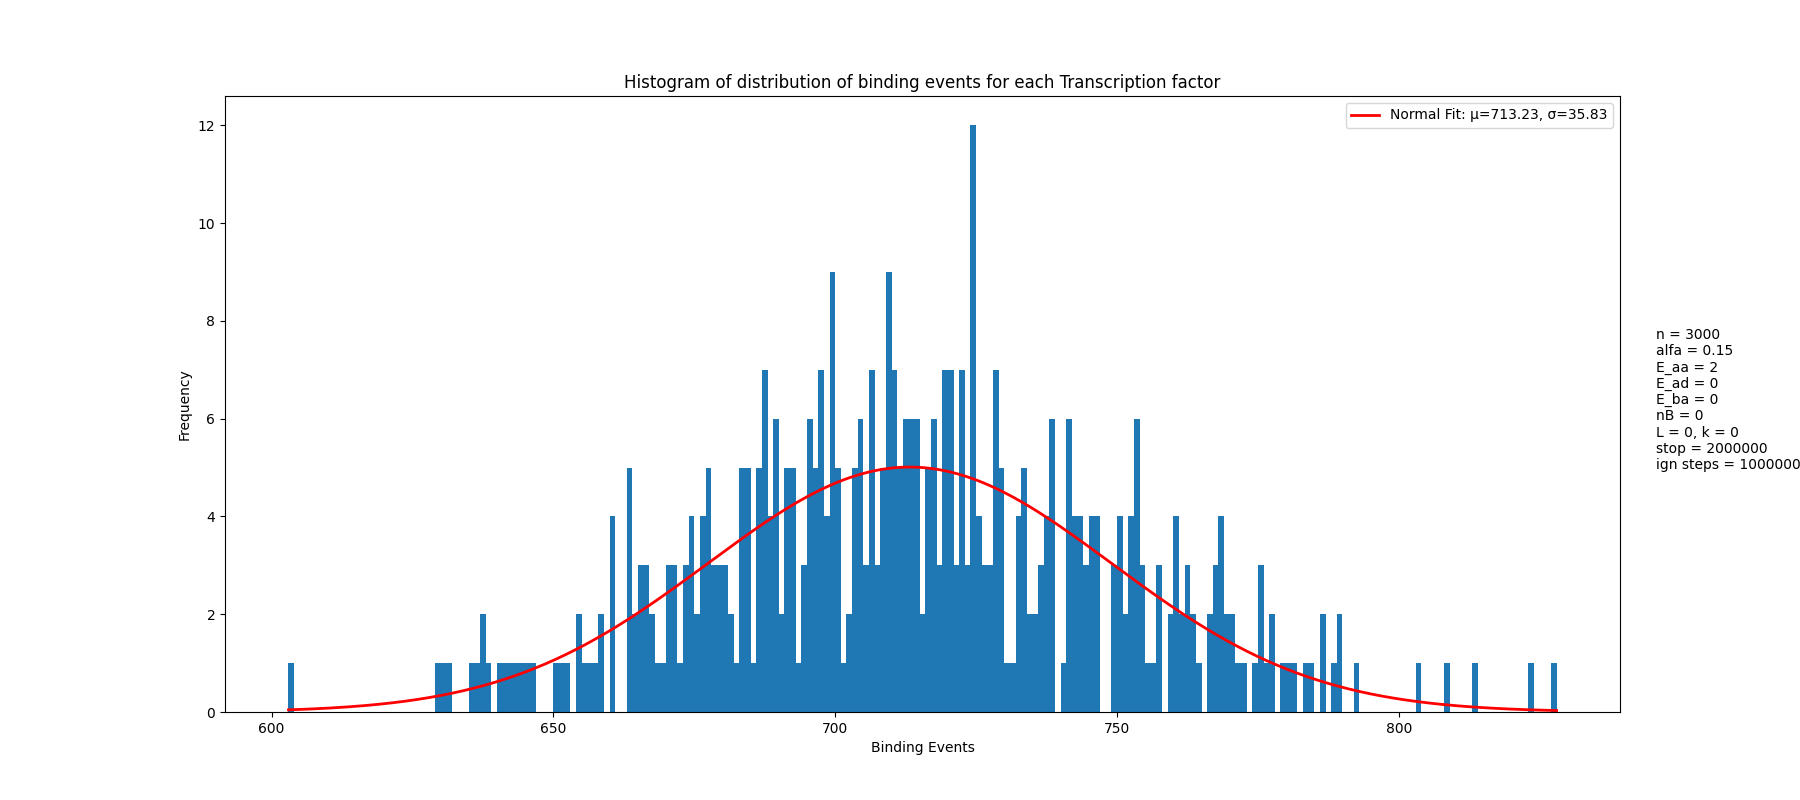 Histogram of distribution of binding events for each Transcription factor
Normal Fit: μ=713.23, σ=35.83
12
10
8
6
4
2
0
Frequency
600
650
700
750
800
Binding Events
n = 3000
alfa = 0.15
E_aa = 2
E_ad = 0
E_ba = 0
nB = 0
L = 0, k = 0
stop = 2000000
ign steps = 1000000